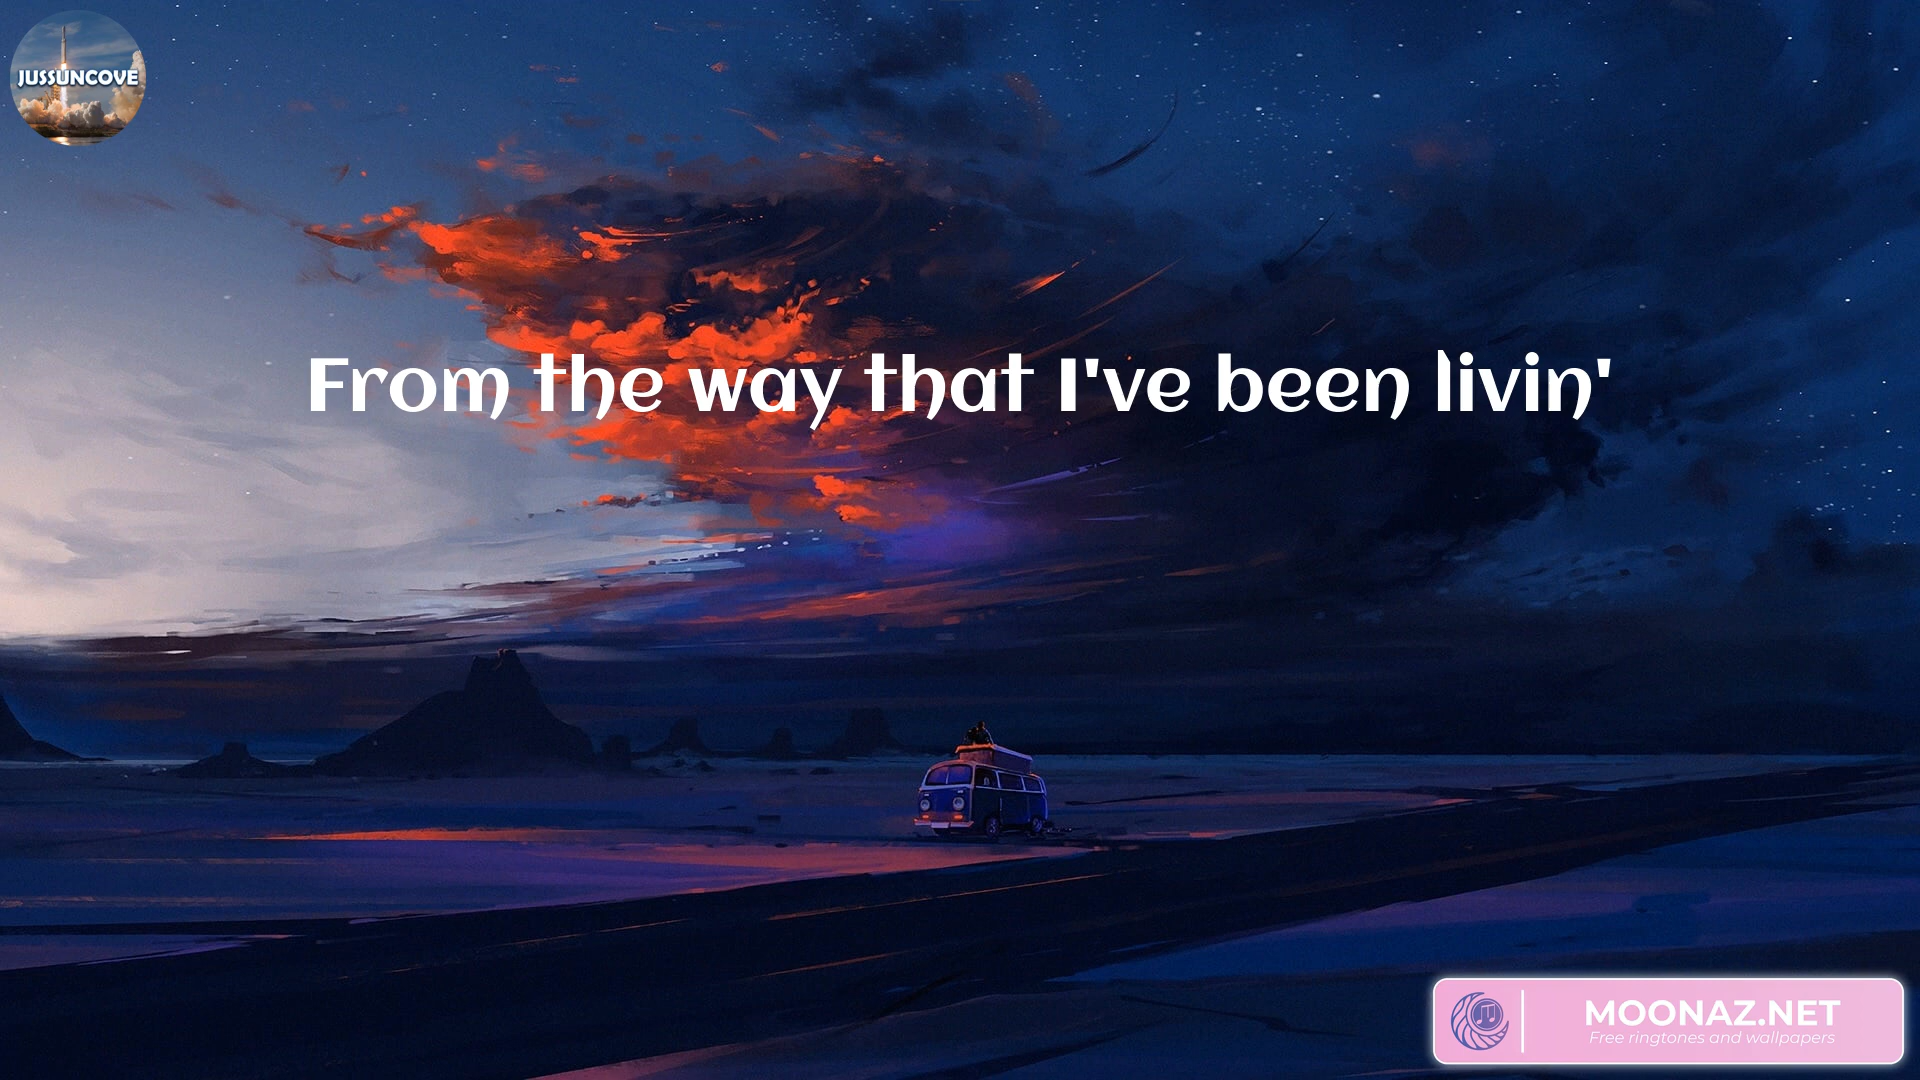 JUSSUNCOVE
From the way that I've been livin'
MOONAZ.NET
Free ringtones and wallpapers